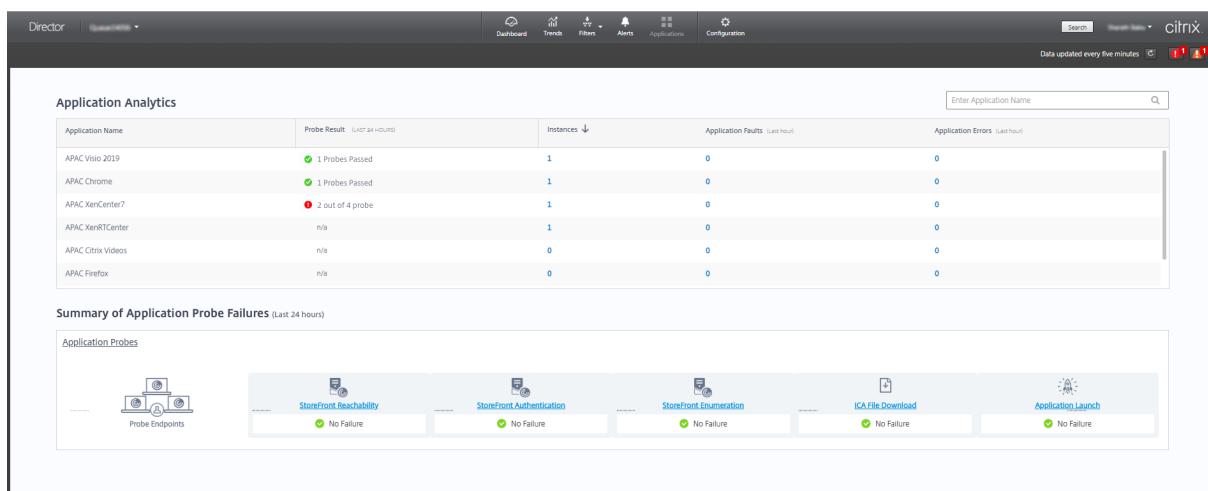 Director
Dashboard Trends Filters Alerts Applications Configuration
Search
citrix
Data updated every five minutes 1 1
Application Analytics
Enter Application Name
Application Name Probe Result (LAST 24 HOURS) Instances Application Faults (Last hour) Application Errors (Last hour)
APAC Visio 2019 1 Probes Passed 1 0 0
APAC Chrome 1 Probes Passed 1 0 0
APAC XenCenter7 2 out of 4 probe 1 0 0
APAC XenRTCenter n/a 1 0 0
APAC Citrix Videos n/a 0 0 0
APAC Firefox n/a 0 0 0
Summary of Application Probe Failures (Last 24 hours)
Application Probes
Probe Endpoints
StoreFront Reachability StoreFront Authentication StoreFront Enumeration ICA File Download Application Launch
No Failure No Failure No Failure No Failure No Failure